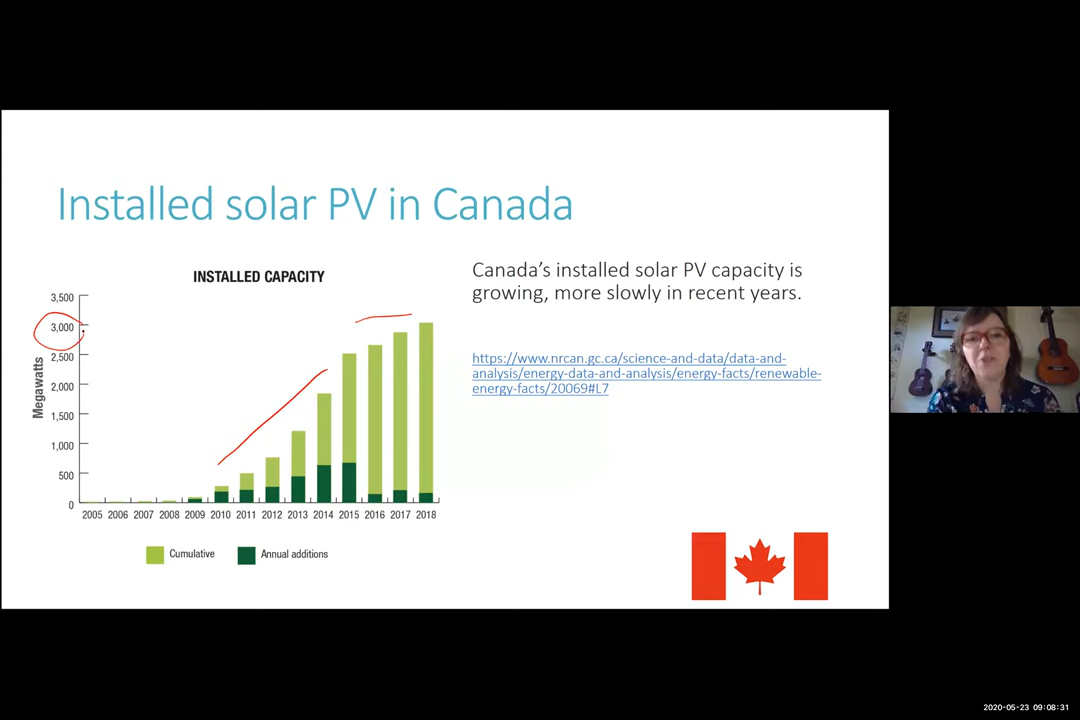 Installed solar PV in Canada
INSTALLED CAPACITY
3,500
3,000
2,500
2,000
1,500
1,000
500
0
Megawatts
2005 2006 2007 2008 2009 2010 2011 2012 2013 2014 2015 2016 2017 2018
Cumulative
Annual additions
Canada’s installed solar PV capacity is
growing, more slowly in recent years.
https://www.nrcan.gc.ca/science-and-data/data-and-
analysis/energy-data-and-analysis/energy-facts/renewable-
energy-facts/20069#L7
2020-05-23 09:08:31